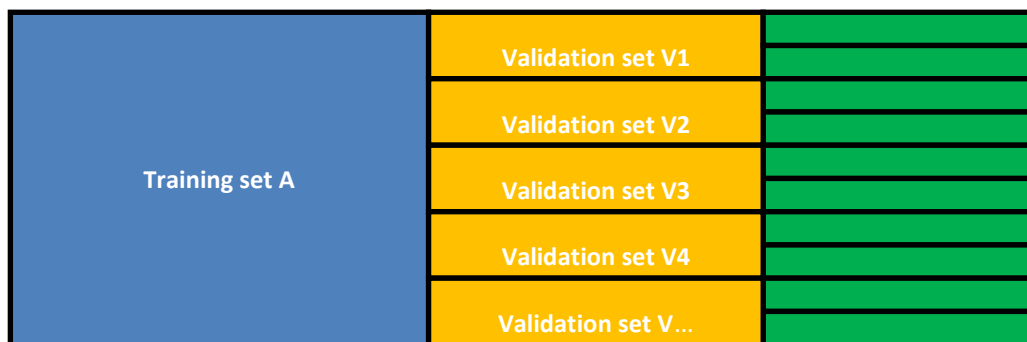 Validation set V1
Validation set V2
Training set A
Validation set V3
Validation set V4
Validation set V...